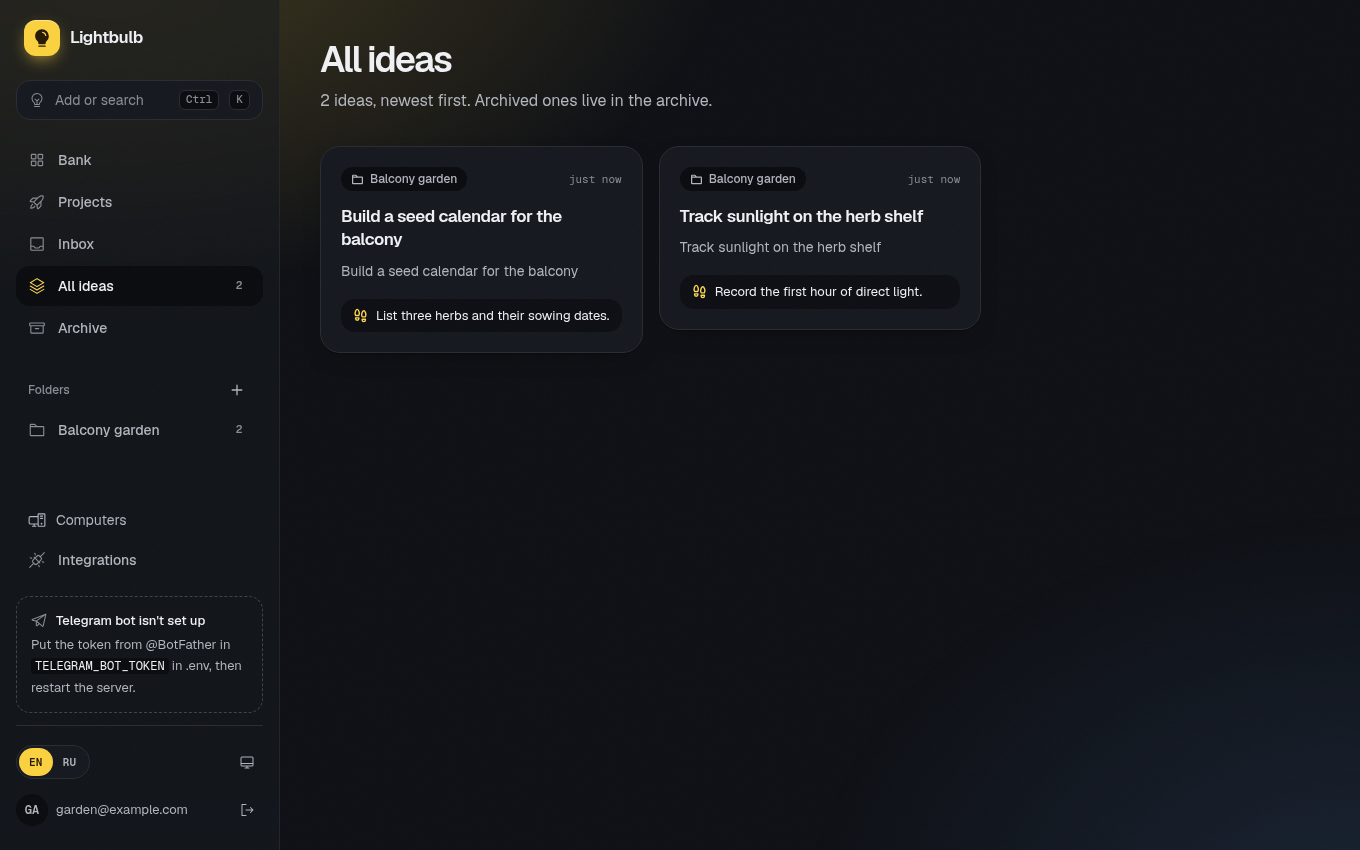 Lightbulb
Add or search Ctrl K
Bank
Projects
Inbox
All ideas 2
Archive
Folders
Balcony garden 2
Computers
Integrations
Telegram bot isn't set up
Put the token from @BotFather in
TELEGRAM_BOT_TOKEN in .env, then
restart the server.
EN RU
GA garden@example.com
All ideas
2 ideas, newest first. Archived ones live in the archive.
Balcony garden just now
Build a seed calendar for the
balcony
Build a seed calendar for the balcony
List three herbs and their sowing dates.
Balcony garden just now
Track sunlight on the herb shelf
Track sunlight on the herb shelf
Record the first hour of direct light.